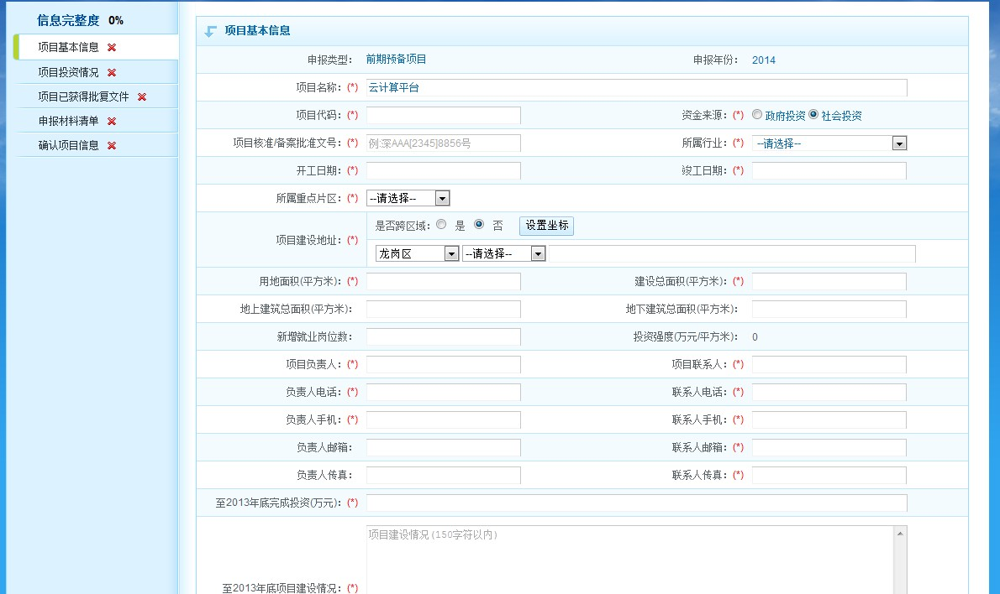 信息完整度 0%
项目基本信息
项目投资情况
项目已获得批复文件
申报材料清单
确认项目信息
项目基本信息
申报类型: 前期预备项目 申报年份: 2014
项目名称: (*) 云计算平台
项目代码: (*) 资金来源: (*) 政府投资 社会投资
项目核准/备案批准文号: (*) 例:深AAA[2345]8856号 所属行业: (*) --请选择--
开工日期: (*) 竣工日期: (*)
所属重点片区: (*) --请选择--
项目建设地址: (*) 是否跨区域: 是 否 设置坐标
龙岗区 --请选择--
用地面积(平方米): (*) 建设总面积(平方米): (*)
地上建筑总面积(平方米): 地下建筑总面积(平方米):
新增就业岗位数: 投资强度(万元/平方米): 0
项目负责人: (*) 项目联系人: (*)
负责人电话: (*) 联系人电话: (*)
负责人手机: (*) 联系人手机: (*)
负责人邮箱: 联系人邮箱: (*)
负责人传真: 联系人传真: (*)
至2013年底完成投资(万元): (*)
项目建设情况(150字符以内)
至2013年底项目建设情况: (*)